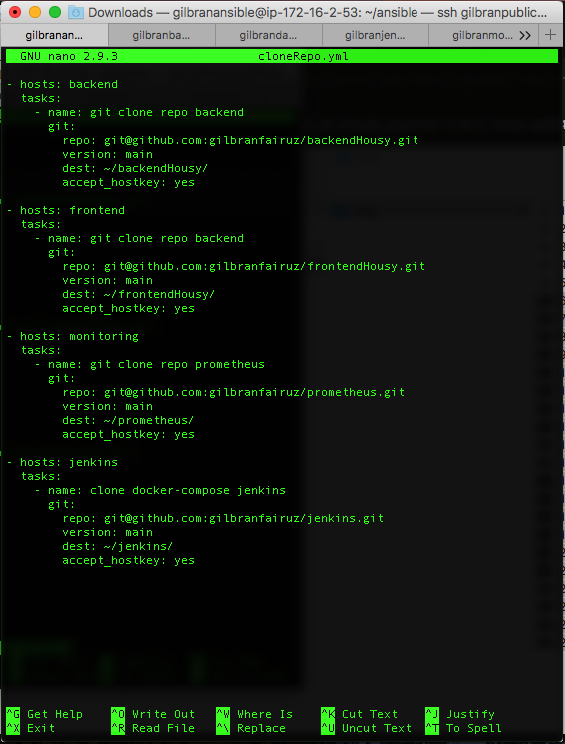 Downloads — gilbranansible@ip-172-16-2-53: ~/ansible — ssh gilbranpublic...
gilbranan... gilbranba... gilbranda... gilbranjen... gilbranmo... >> +
GNU nano 2.9.3 cloneRepo.yml
- hosts: backend
  tasks:
    - name: git clone repo backend
      git:
        repo: git@github.com:gilbranfairuz/backendHousy.git
        version: main
        dest: ~/backendHousy/
        accept_hostkey: yes
- hosts: frontend
  tasks:
    - name: git clone repo backend
      git:
        repo: git@github.com:gilbranfairuz/frontendHousy.git
        version: main
        dest: ~/frontendHousy/
        accept_hostkey: yes
- hosts: monitoring
  tasks:
    - name: git clone repo prometheus
      git:
        repo: git@github.com:gilbranfairuz/prometheus.git
        version: main
        dest: ~/prometheus/
        accept_hostkey: yes
- hosts: jenkins
  tasks:
    - name: clone docker-compose jenkins
      git:
        repo: git@github.com:gilbranfairuz/jenkins.git
        version: main
        dest: ~/jenkins/
        accept_hostkey: yes
^G Get Help ^O Write Out ^W Where Is ^K Cut Text ^J Justify
^X Exit ^R Read File ^\ Replace ^U Uncut Text ^T To Spell